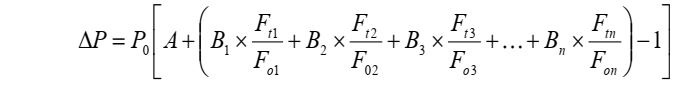 ΔP = P₀[A + (B₁ × Fₜ₁/Fₒ₁ + B₂ × Fₜ₂/F₀₂ + B₃ × Fₜ₃/Fₒ₃ + … + Bₙ × Fₜₙ/Fₒₙ) − 1]